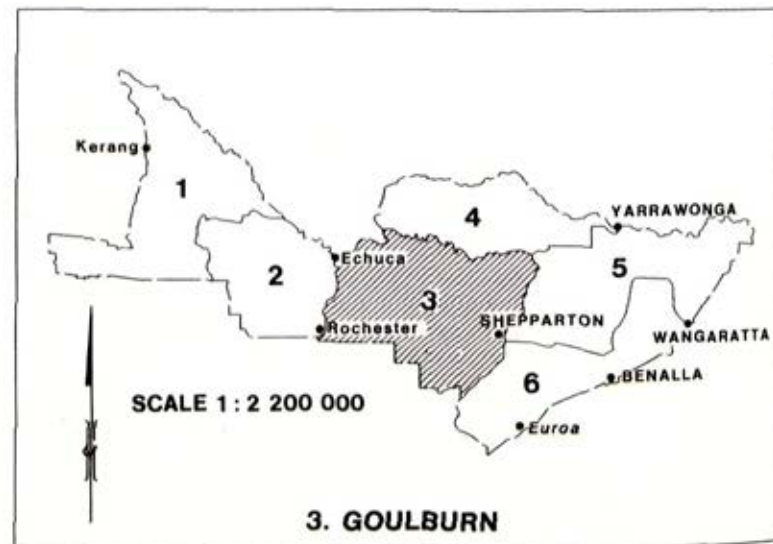 Kerang
1
4
YARRAWONGA
2
Echuca
5
3
Rochester
SHEPPARTON
WANGARATTA
6
BENALLA
SCALE 1 : 2 200 000
Euroa
3. GOULBURN